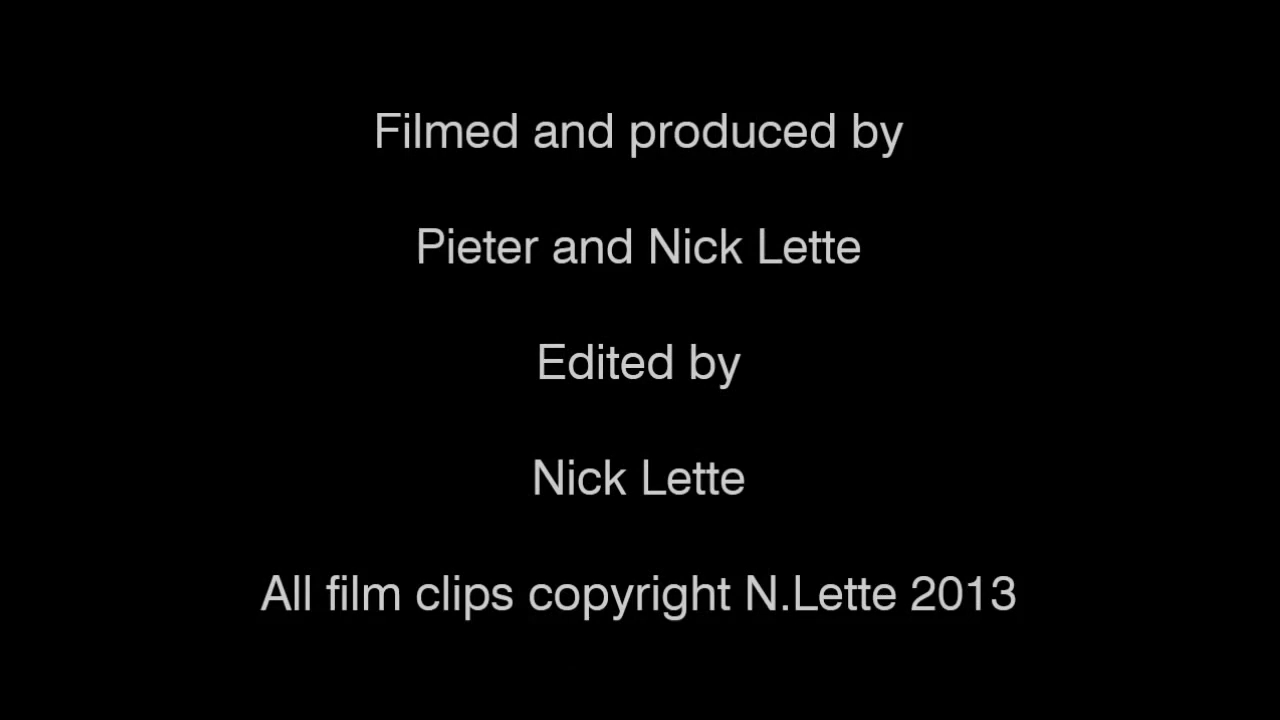 Filmed and produced by
Pieter and Nick Lette
Edited by
Nick Lette
All film clips copyright N.Lette 2013